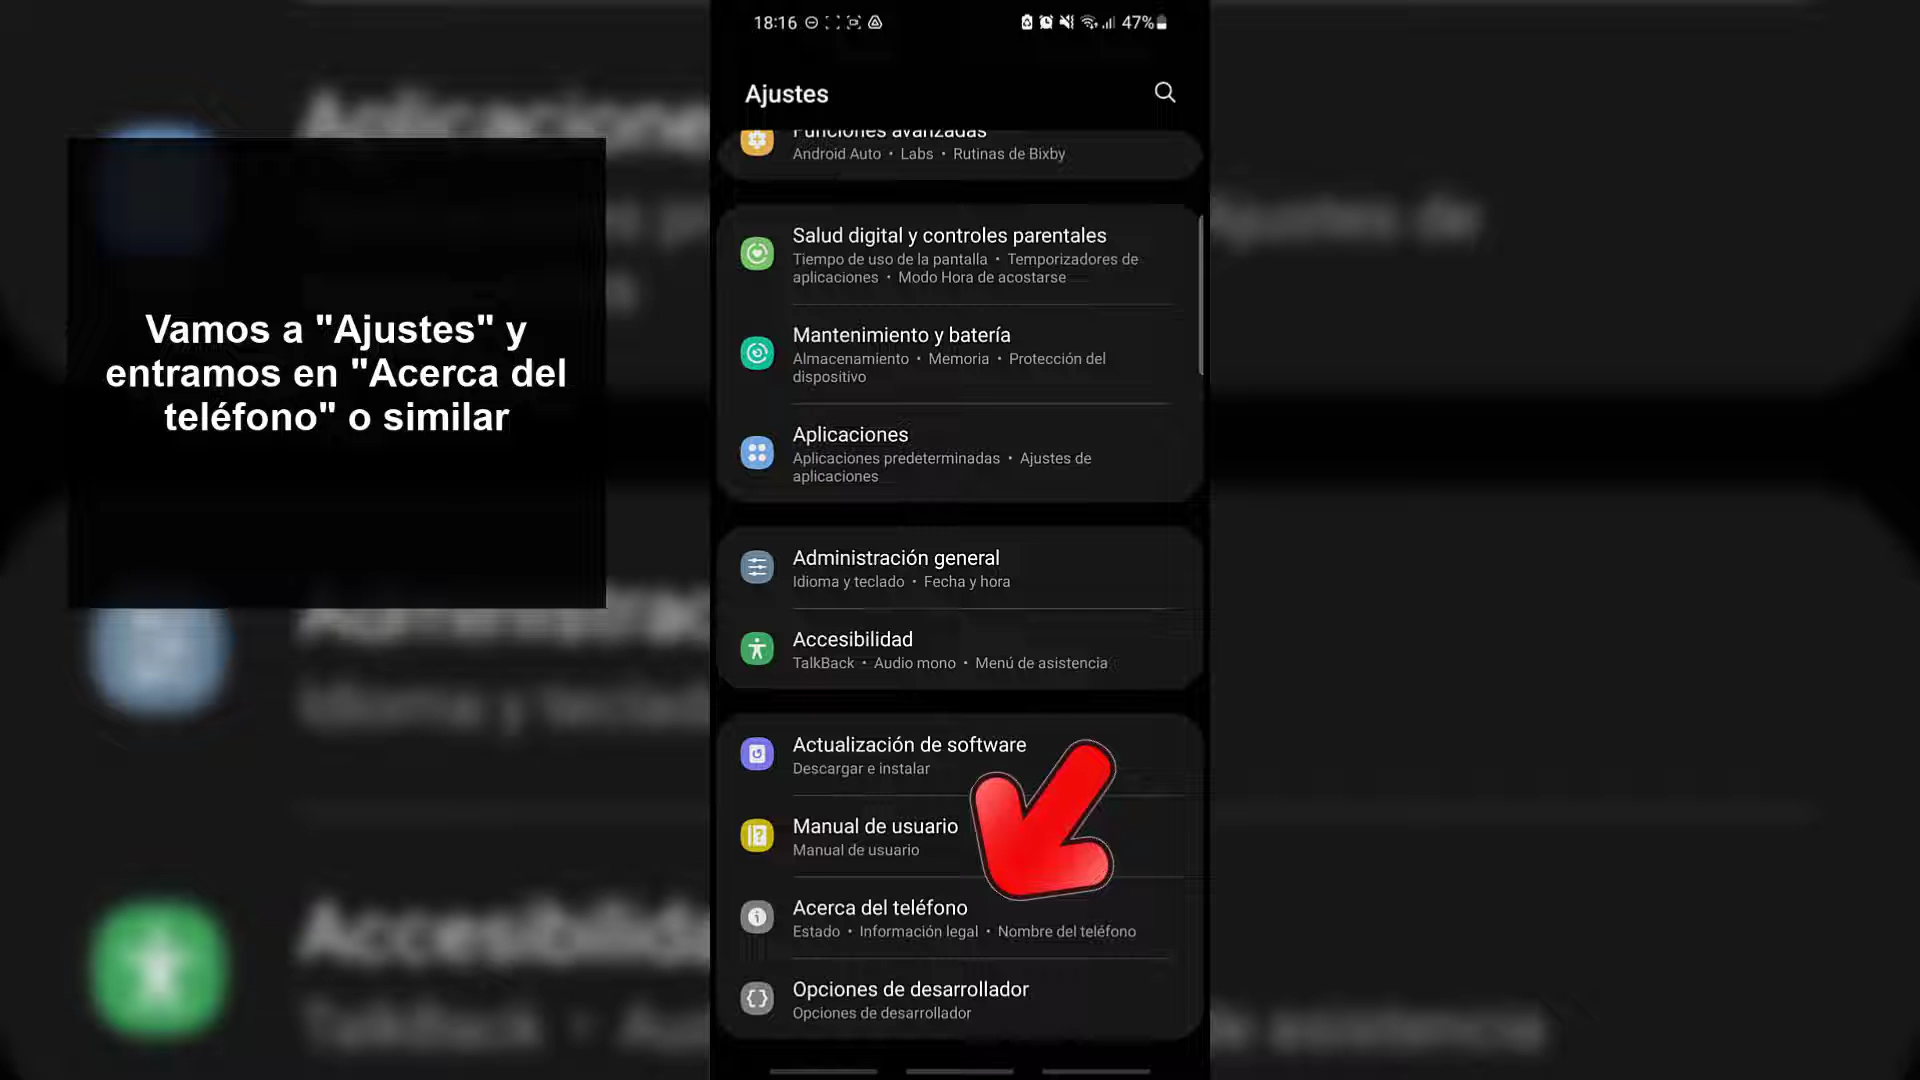 18:16
47%
Ajustes
Funciones avanzadas
Android Auto • Labs • Rutinas de Bixby
Vamos a "Ajustes" y
entramos en "Acerca del
teléfono" o similar
Salud digital y controles parentales
Tiempo de uso de la pantalla • Temporizadores de
aplicaciones • Modo Hora de acostarse
Mantenimiento y batería
Almacenamiento • Memoria • Protección del
dispositivo
Aplicaciones
Aplicaciones predeterminadas • Ajustes de
aplicaciones
Administración general
Idioma y teclado • Fecha y hora
Accesibilidad
TalkBack • Audio mono • Menú de asistencia
Actualización de software
Descargar e instalar
Manual de usuario
Manual de usuario
Acerca del teléfono
Estado • Información legal • Nombre del teléfono
Opciones de desarrollador
Opciones de desarrollador